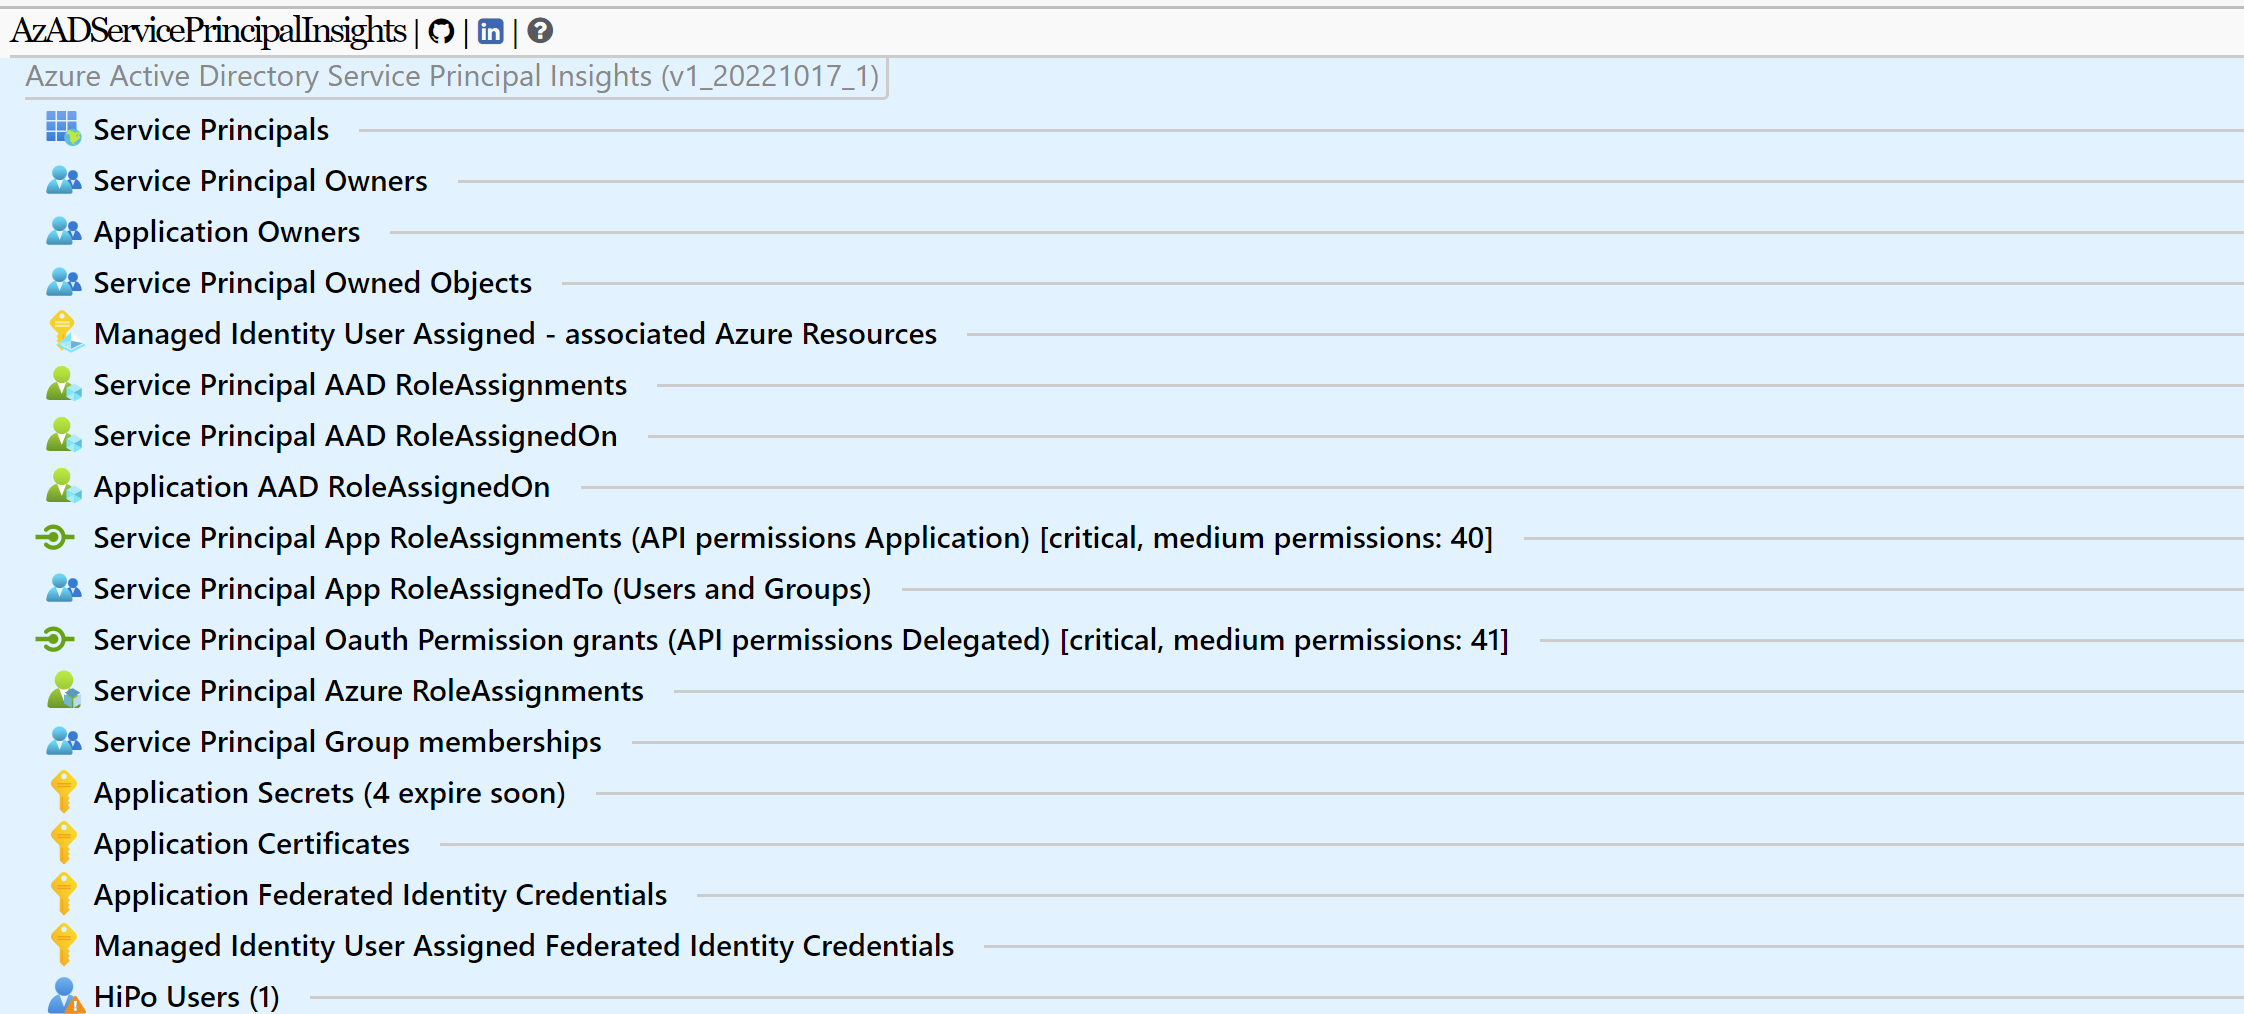 AzADServicePrincipalInsights | | in | ?
Azure Active Directory Service Principal Insights (v1_20221017_1)
Service Principals
Service Principal Owners
Application Owners
Service Principal Owned Objects
Managed Identity User Assigned - associated Azure Resources
Service Principal AAD RoleAssignments
Service Principal AAD RoleAssignedOn
Application AAD RoleAssignedOn
Service Principal App RoleAssignments (API permissions Application) [critical, medium permissions: 40]
Service Principal App RoleAssignedTo (Users and Groups)
Service Principal Oauth Permission grants (API permissions Delegated) [critical, medium permissions: 41]
Service Principal Azure RoleAssignments
Service Principal Group memberships
Application Secrets (4 expire soon)
Application Certificates
Application Federated Identity Credentials
Managed Identity User Assigned Federated Identity Credentials
HiPo Users (1)